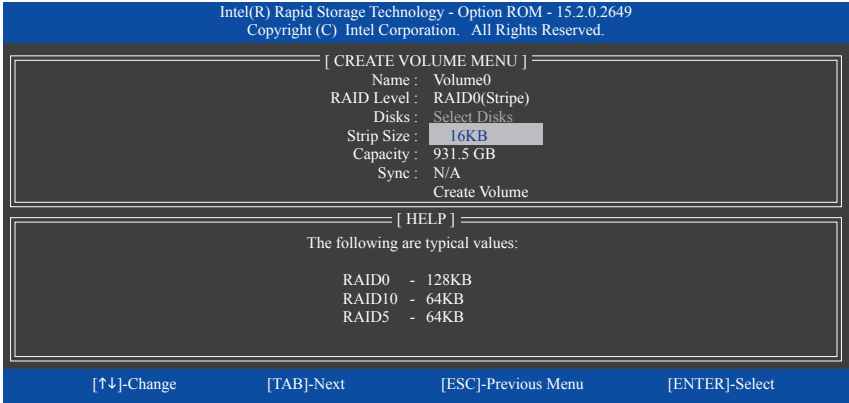 Intel(R) Rapid Storage Technology - Option ROM - 15.2.0.2649
Copyright (C) Intel Corporation. All Rights Reserved.
[ CREATE VOLUME MENU ]
Name : Volume0
RAID Level : RAID0(Stripe)
Disks : Select Disks
Strip Size : 16KB
Capacity : 931.5 GB
Sync : N/A
Create Volume
[ HELP ]
The following are typical values:
RAID0 - 128KB
RAID10 - 64KB
RAID5 - 64KB
[↑↓]-Change [TAB]-Next [ESC]-Previous Menu [ENTER]-Select